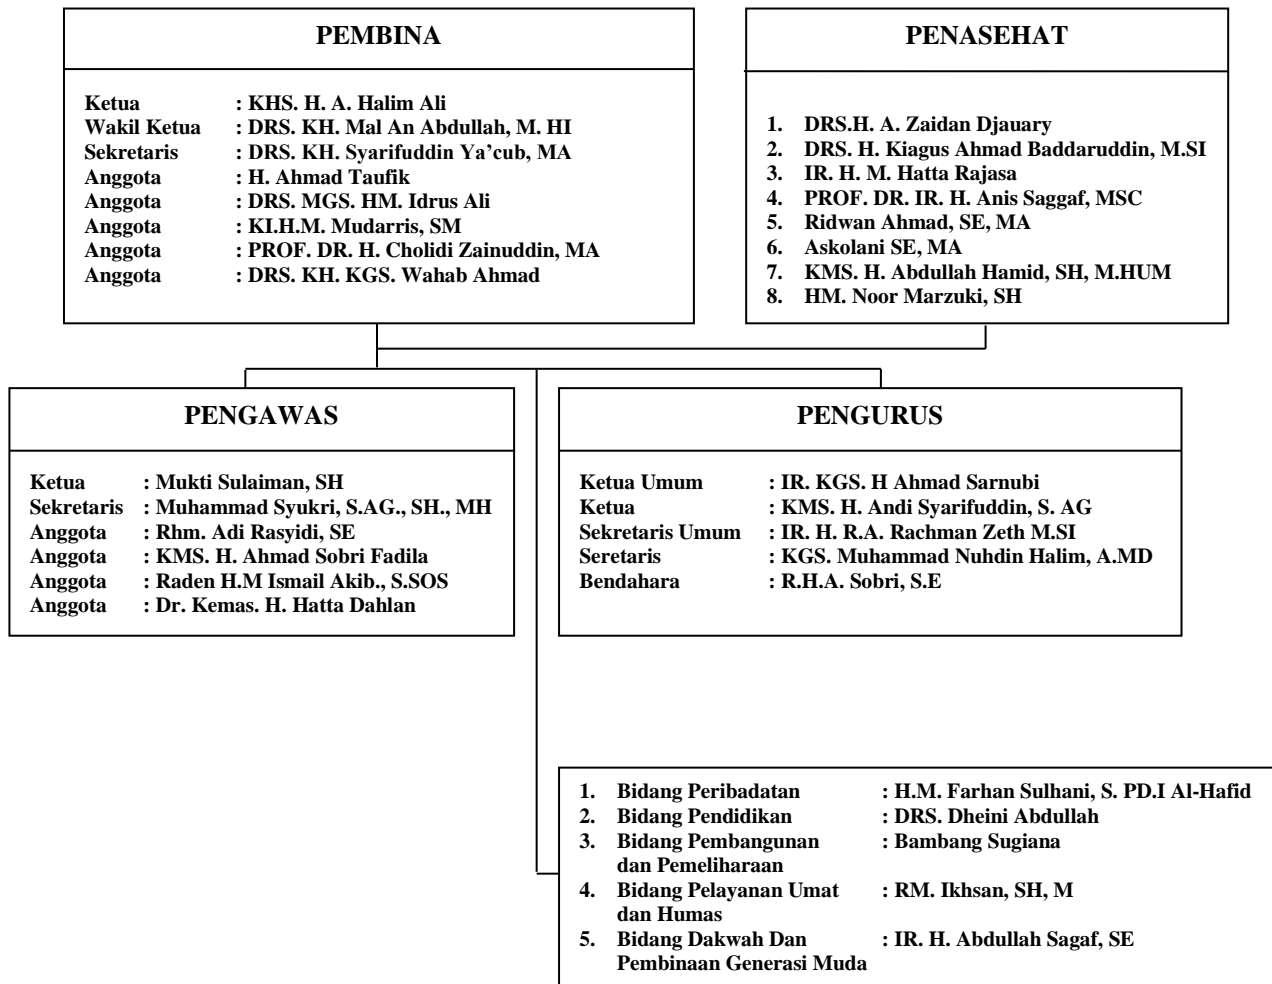 PEMBINA
Ketua : KHS. H. A. Halim Ali
Wakil Ketua : DRS. KH. Mal An Abdullah, M. HI
Sekretaris : DRS. KH. Syarifuddin Ya’cub, MA
Anggota : H. Ahmad Taufik
Anggota : DRS. MGS. HM. Idrus Ali
Anggota : KI.H.M. Mudarris, SM
Anggota : PROF. DR. H. Cholidi Zainuddin, MA
Anggota : DRS. KH. KGS. Wahab Ahmad
PENASEHAT
1. DRS.H. A. Zaidan Djauary
2. DRS. H. Kiagus Ahmad Baddaruddin, M.SI
3. IR. H. M. Hatta Rajasa
4. PROF. DR. IR. H. Anis Saggaf, MSC
5. Ridwan Ahmad, SE, MA
6. Askolani SE, MA
7. KMS. H. Abdullah Hamid, SH, M.HUM
8. HM. Noor Marzuki, SH
PENGAWAS
Ketua : Mukti Sulaiman, SH
Sekretaris : Muhammad Syukri, S.AG., SH., MH
Anggota : Rhm. Adi Rasyidi, SE
Anggota : KMS. H. Ahmad Sobri Fadila
Anggota : Raden H.M Ismail Akib., S.SOS
Anggota : Dr. Kemas. H. Hatta Dahlan
PENGURUS
Ketua Umum : IR. KGS. H Ahmad Sarnubi
Ketua : KMS. H. Andi Syarifuddin, S. AG
Sekretaris Umum : IR. H. R.A. Rachman Zeth M.SI
Seretaris : KGS. Muhammad Nuhdin Halim, A.MD
Bendahara : R.H.A. Sobri, S.E
1. Bidang Peribadatan : H.M. Farhan Sulhani, S. PD.I Al-Hafid
2. Bidang Pendidikan : DRS. Dheini Abdullah
3. Bidang Pembangunan : Bambang Sugiana
dan Pemeliharaan
4. Bidang Pelayanan Umat : RM. Ikhsan, SH, M
dan Humas
5. Bidang Dakwah Dan : IR. H. Abdullah Sagaf, SE
Pembinaan Generasi Muda